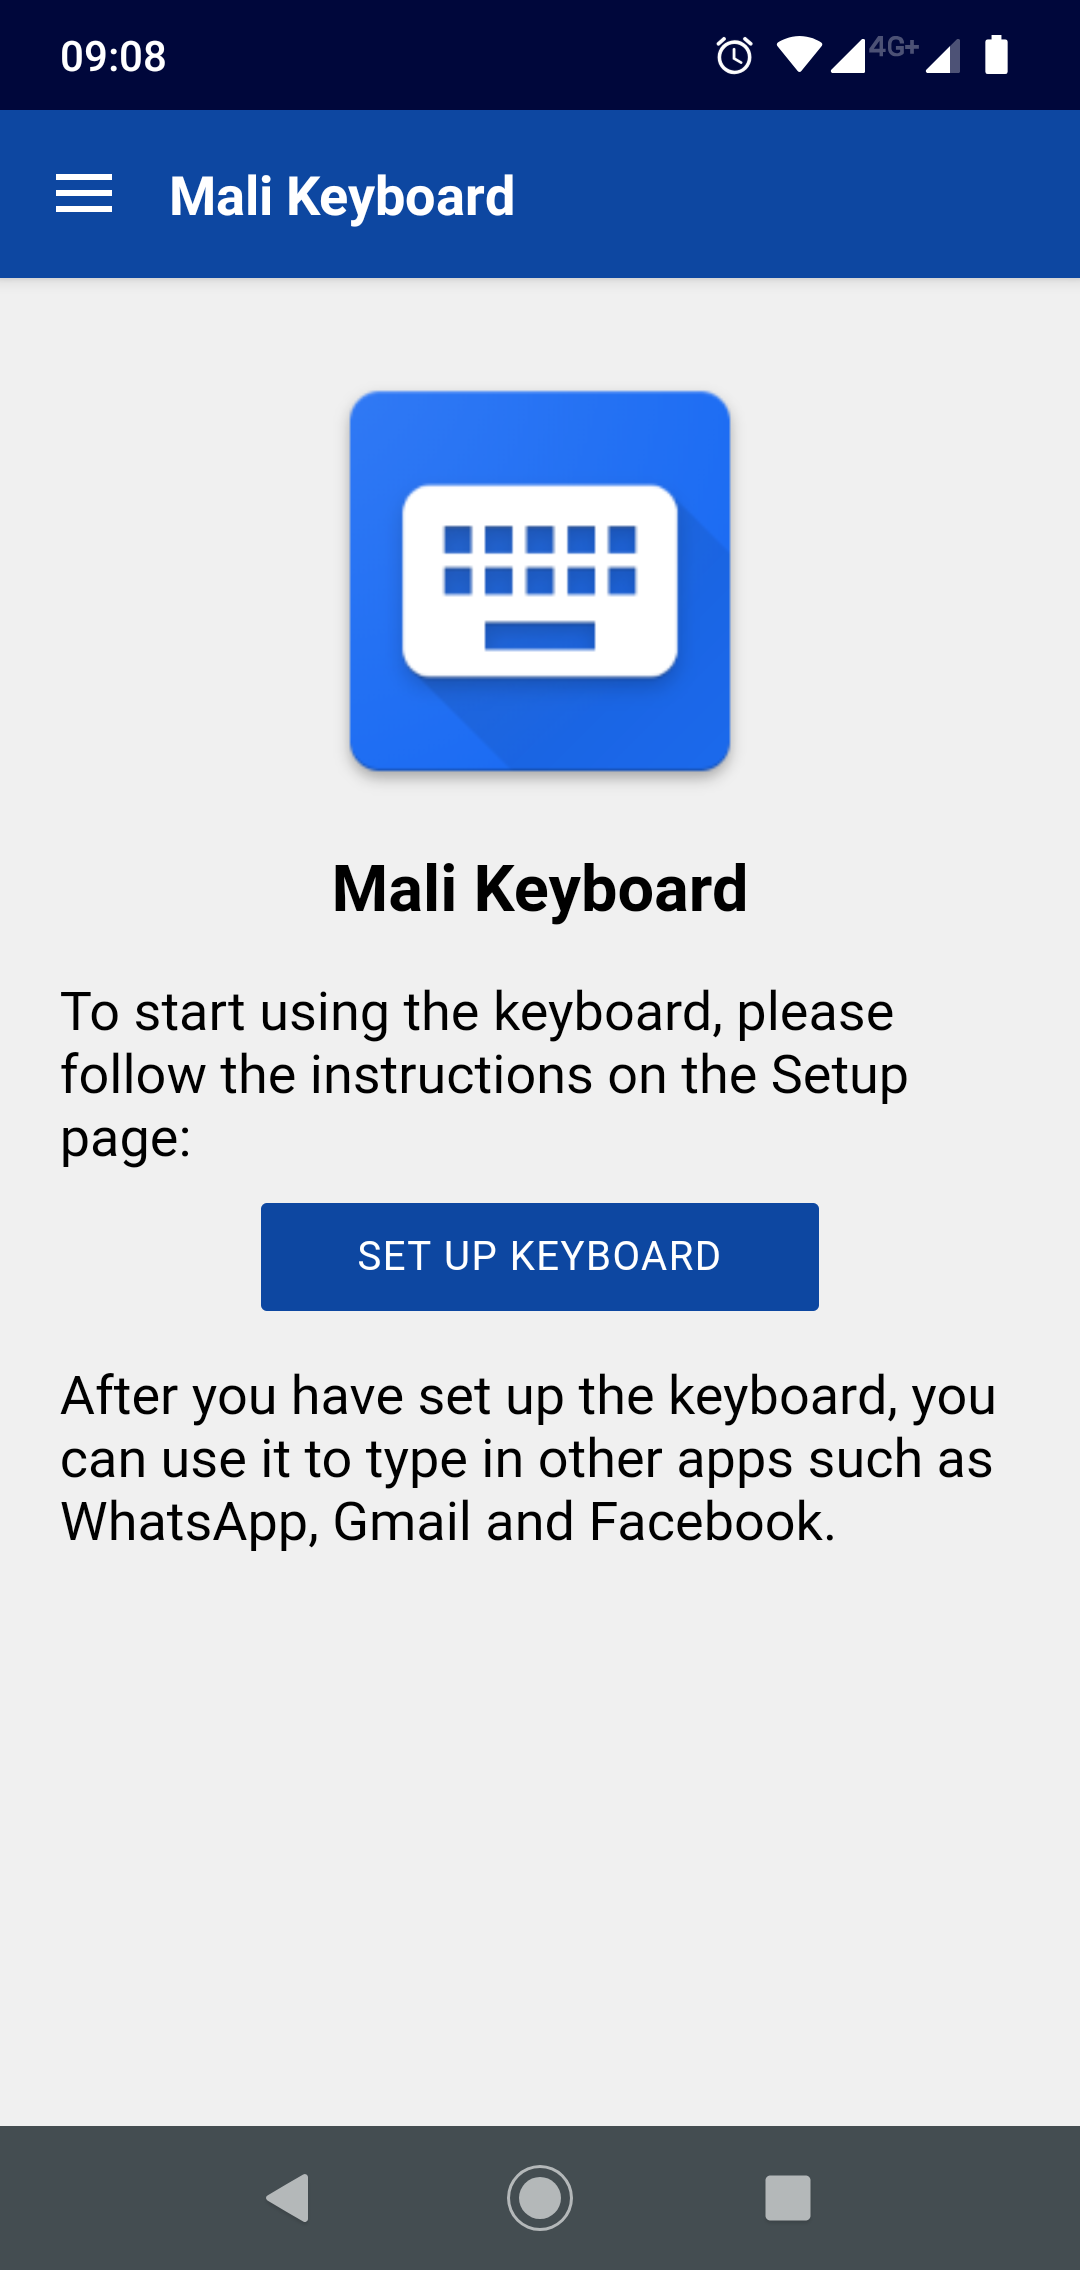 09:08
4G+
Mali Keyboard
Mali Keyboard
To start using the keyboard, please
follow the instructions on the Setup
page:
SET UP KEYBOARD
After you have set up the keyboard, you
can use it to type in other apps such as
WhatsApp, Gmail and Facebook.